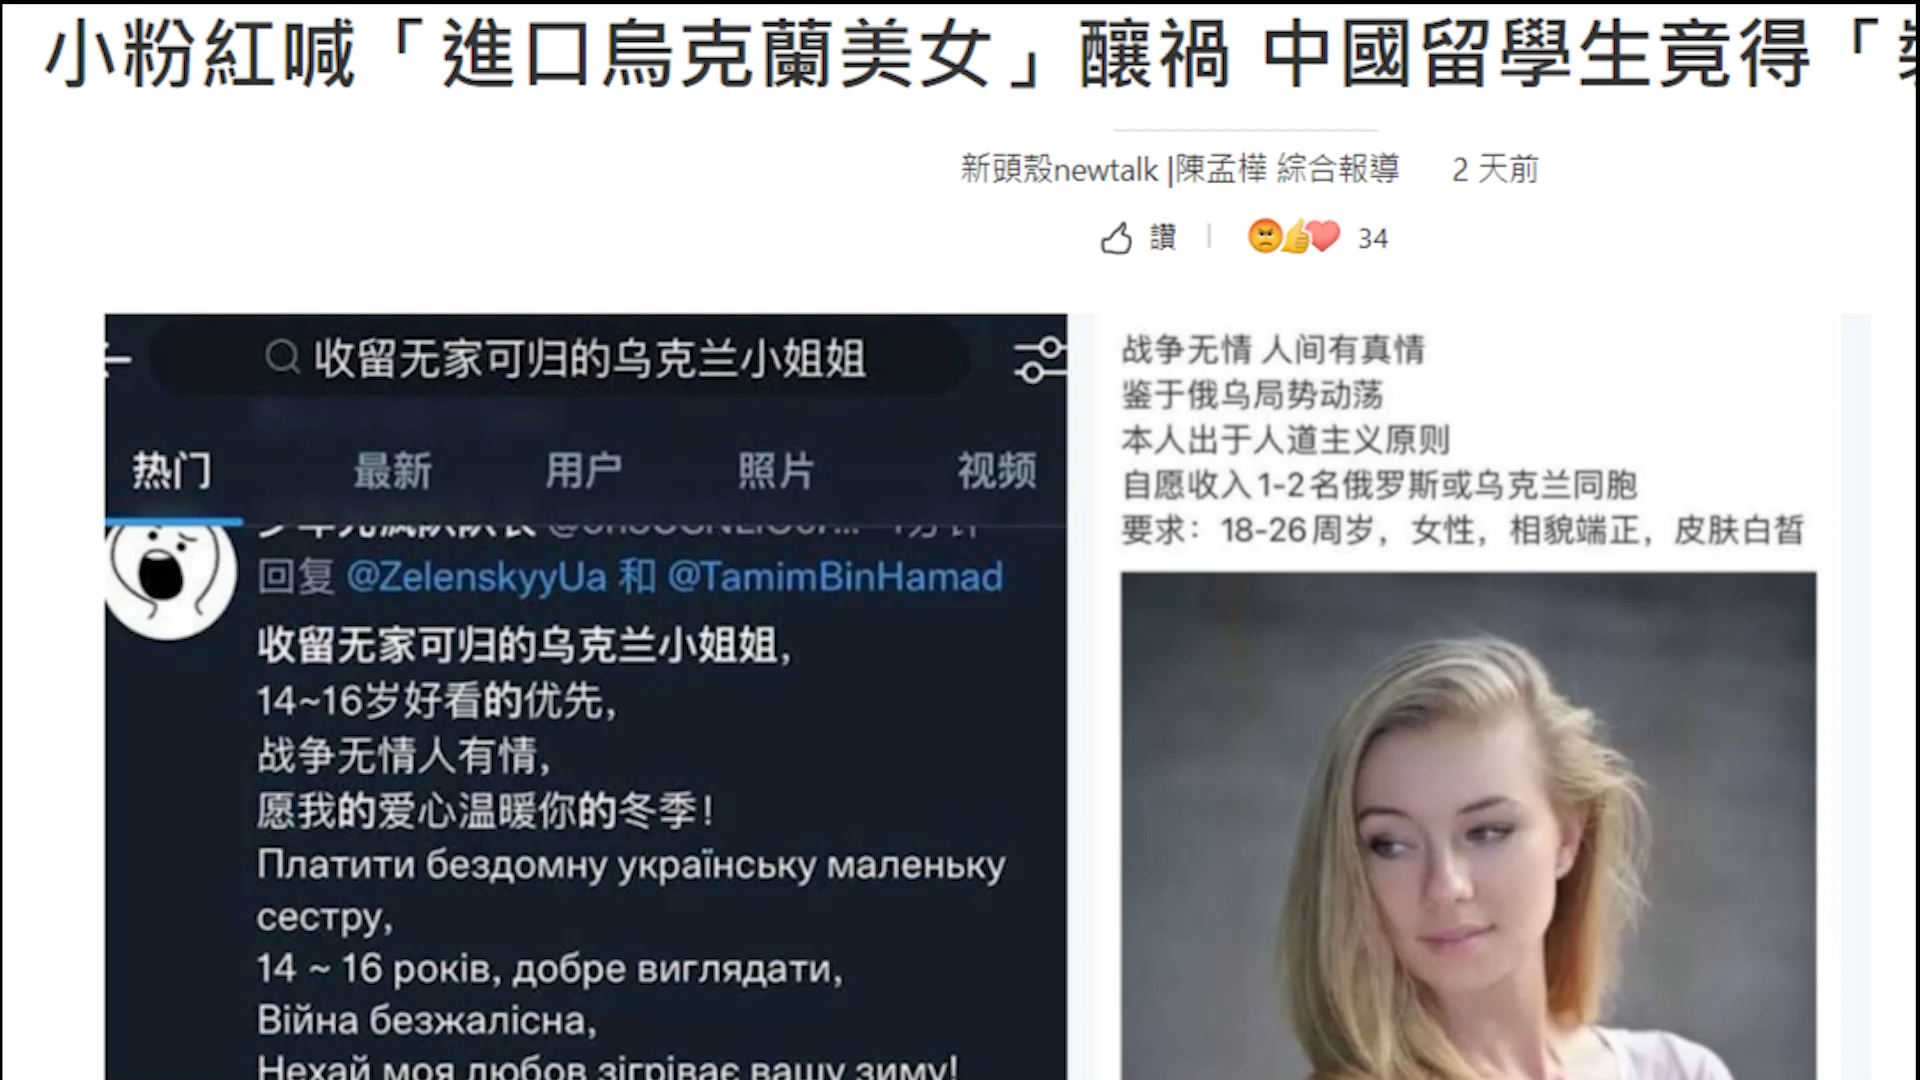 小粉紅喊「進口烏克蘭美女」釀禍 中國留學生竟得「
新頭殼newtalk |陳孟樺 綜合報導 2 天前
讚 34
收留无家可归的乌克兰小姐姐
热门 最新 用户 照片 视频
回复 @ZelenskyyUa 和 @TamimBinHamad
收留无家可归的乌克兰小姐姐,
14~16岁好看的优先,
战争无情人有情,
愿我的爱心温暖你的冬季!
Платити бездомну українську маленьку
сестру,
14 ~ 16 років, добре виглядати,
Війна безжалісна,
Нехай моя любов зігріває вашу зиму!
战争无情 人间有真情
鉴于俄乌局势动荡
本人出于人道主义原则
自愿收入1-2名俄罗斯或乌克兰同胞
要求：18-26周岁，女性，相貌端正，皮肤白皙